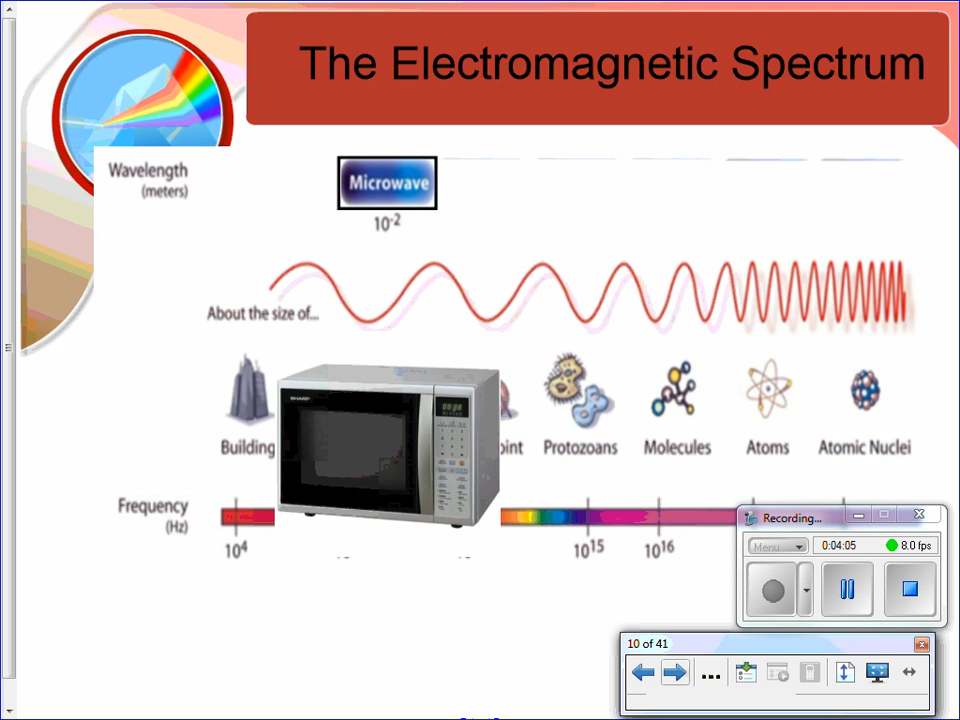 The Electromagnetic Spectrum
Wavelength
(meters)
Microwave
10-2
About the size of...
SHARP
Building
Protozoans
Molecules
Atoms
Atomic Nuclei
Frequency
(Hz)
104
1015
1016
Recording...
Menu
0:04:05
8.0 fps
10 of 41
...